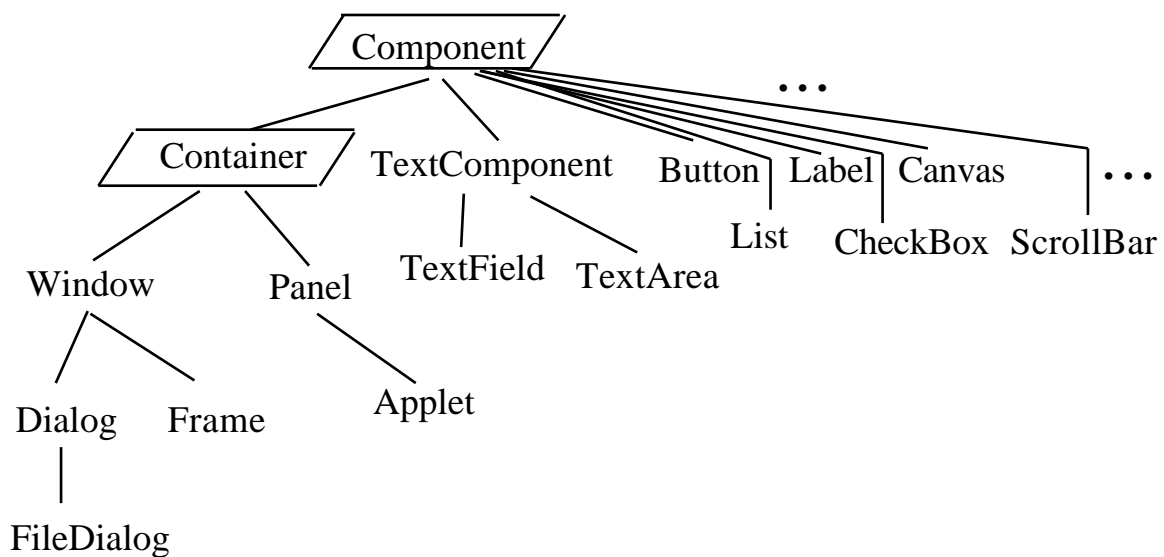 Component
...
Container
TextComponent
Button
Label
Canvas
...
List
CheckBox
ScrollBar
TextField
TextArea
Window
Panel
Dialog
Frame
Applet
FileDialog